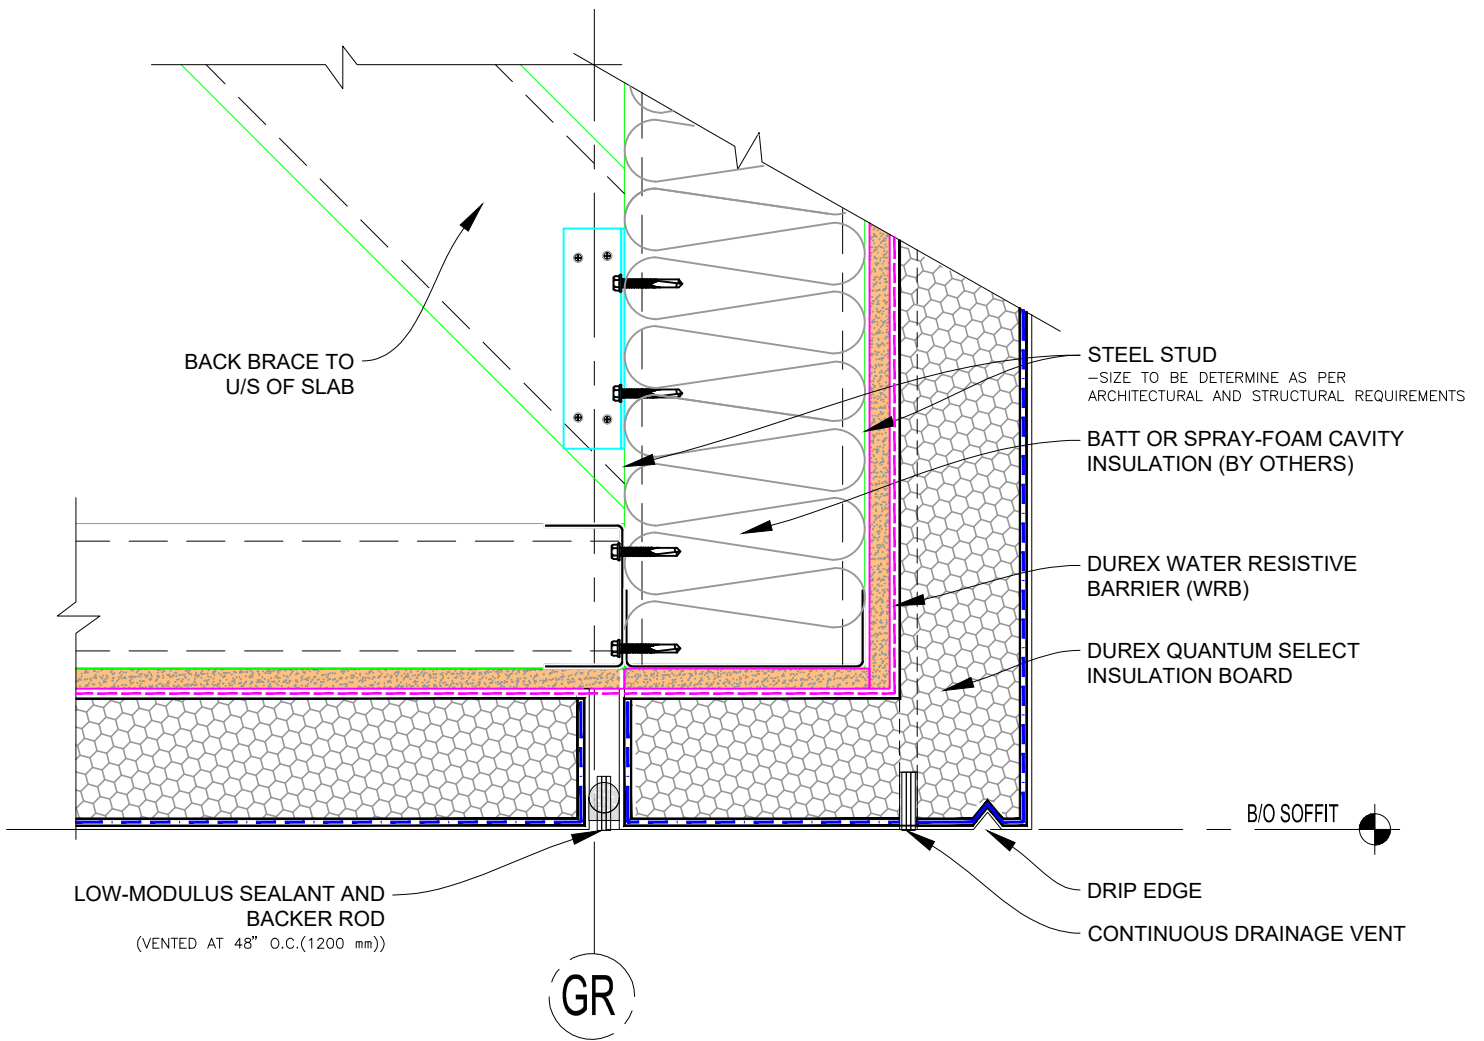 BACK BRACE TO
U/S OF SLAB
STEEL STUD
-SIZE TO BE DETERMINE AS PER
ARCHITECTURAL AND STRUCTURAL REQUIREMENTS
BATT OR SPRAY-FOAM CAVITY
INSULATION (BY OTHERS)
DUREX WATER RESISTIVE
BARRIER (WRB)
DUREX QUANTUM SELECT
INSULATION BOARD
B/O SOFFIT
LOW-MODULUS SEALANT AND
BACKER ROD
(VENTED AT 48" O.C.(1200 mm))
DRIP EDGE
CONTINUOUS DRAINAGE VENT
GR